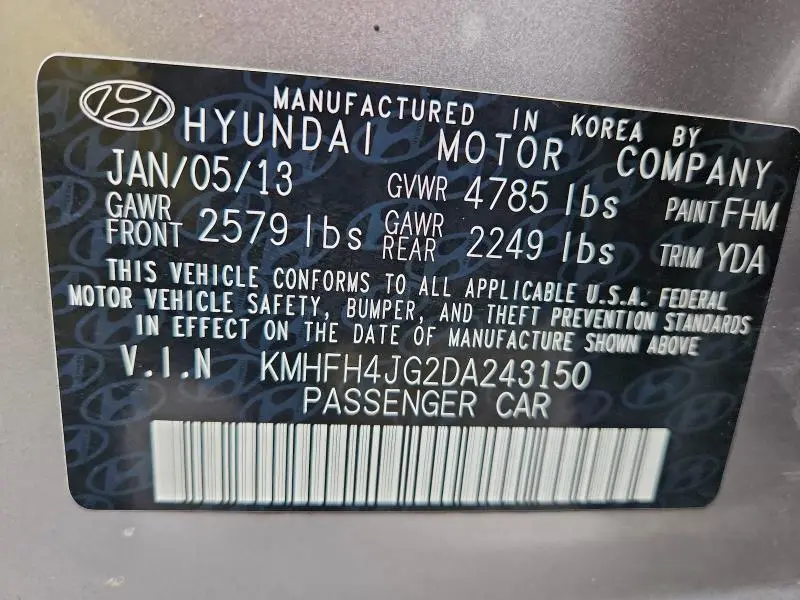 MANUFACTURED IN KOREA BY
HYUNDAI MOTOR COMPANY
JAN/05/13 GVWR 4785 lbs PAINT FHM
GAWR FRONT 2579 lbs GAWR REAR 2249 lbs TRIM YDA
THIS VEHICLE CONFORMS TO ALL APPLICABLE U.S.A. FEDERAL
MOTOR VEHICLE SAFETY, BUMPER, AND THEFT PREVENTION STANDARDS
IN EFFECT ON THE DATE OF MANUFACTURE SHOWN ABOVE
V.I.N KMHFH4JG2DA243150
PASSENGER CAR